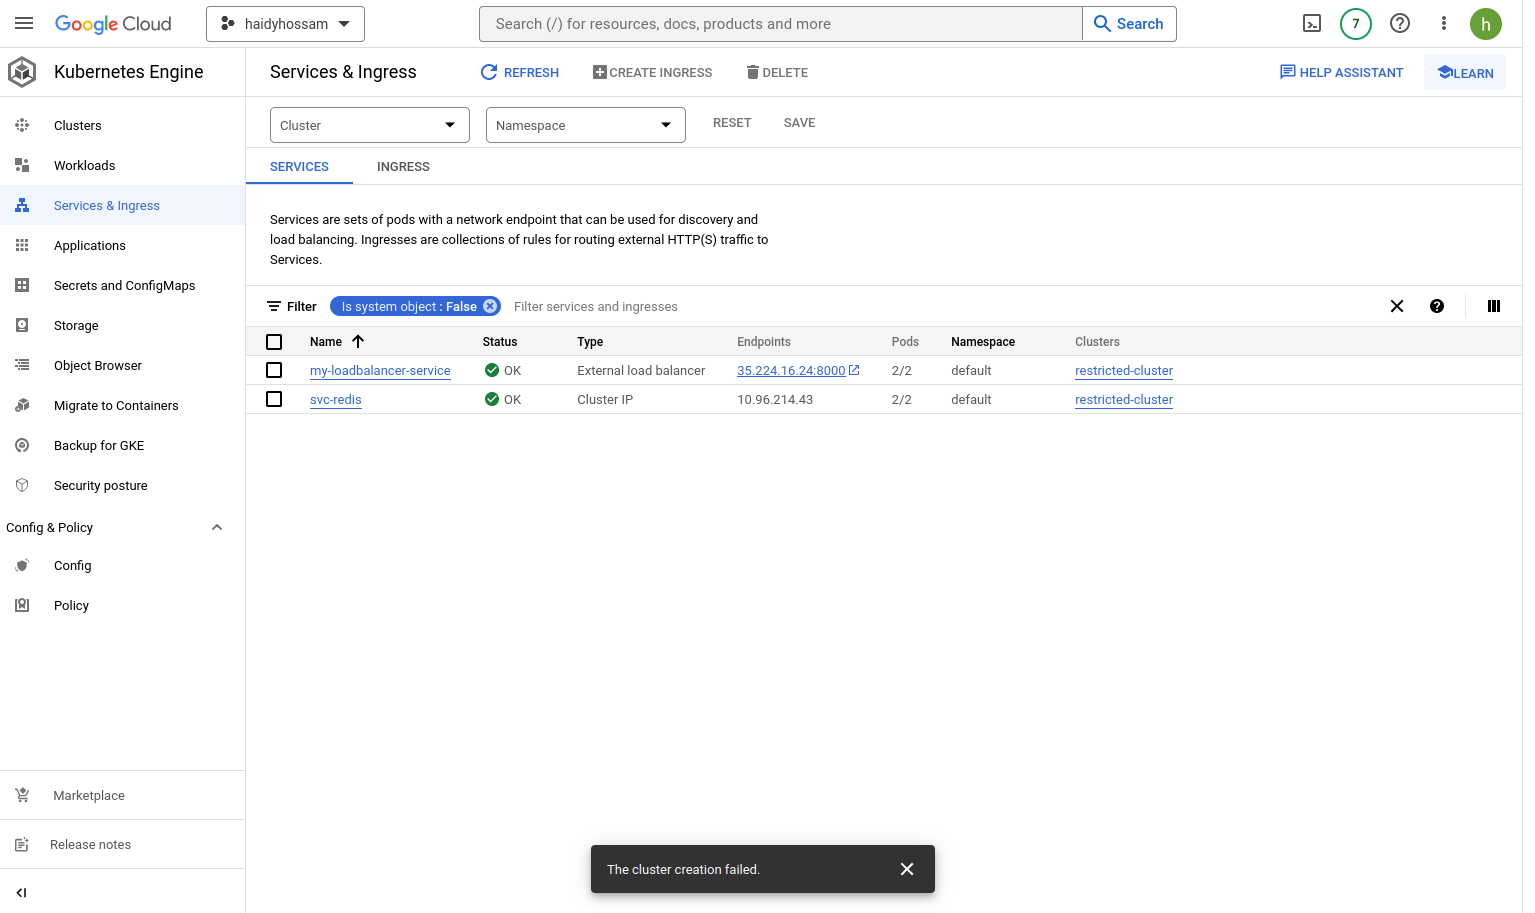 Google Cloud
haidyhossam
Search (/) for resources, docs, products and more
Search
7
h
Kubernetes Engine
Services & Ingress
REFRESH
CREATE INGRESS
DELETE
HELP ASSISTANT
LEARN
Clusters
Workloads
Services & Ingress
Applications
Secrets and ConfigMaps
Storage
Object Browser
Migrate to Containers
Backup for GKE
Security posture
Config & Policy
Config
Policy
Marketplace
Release notes
Cluster
Namespace
RESET
SAVE
SERVICES
INGRESS
Services are sets of pods with a network endpoint that can be used for discovery and
load balancing. Ingresses are collections of rules for routing external HTTP(S) traffic to
Services.
Filter
Is system object : False
Filter services and ingresses
Name Status Type Endpoints Pods Namespace Clusters
my-loadbalancer-service OK External load balancer 35.224.16.24:8000 2/2 default restricted-cluster
svc-redis OK Cluster IP 10.96.214.43 2/2 default restricted-cluster
The cluster creation failed.